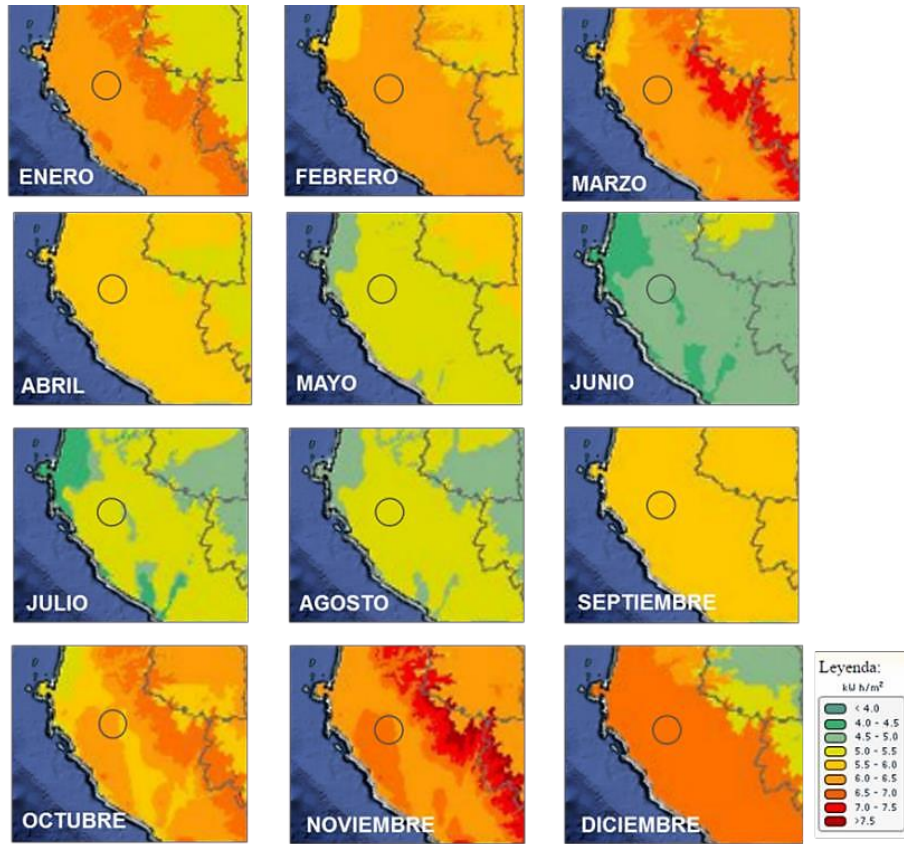 ENERO
FEBRERO
MARZO
ABRIL
MAYO
JUNIO
JULIO
AGOSTO
SEPTIEMBRE
OCTUBRE
NOVIEMBRE
DICIEMBRE
Leyenda:
kW h/m²
< 4.0
4.0 - 4.5
4.5 - 5.0
5.0 - 5.5
5.5 - 6.0
6.0 - 6.5
6.5 - 7.0
7.0 - 7.5
>7.5